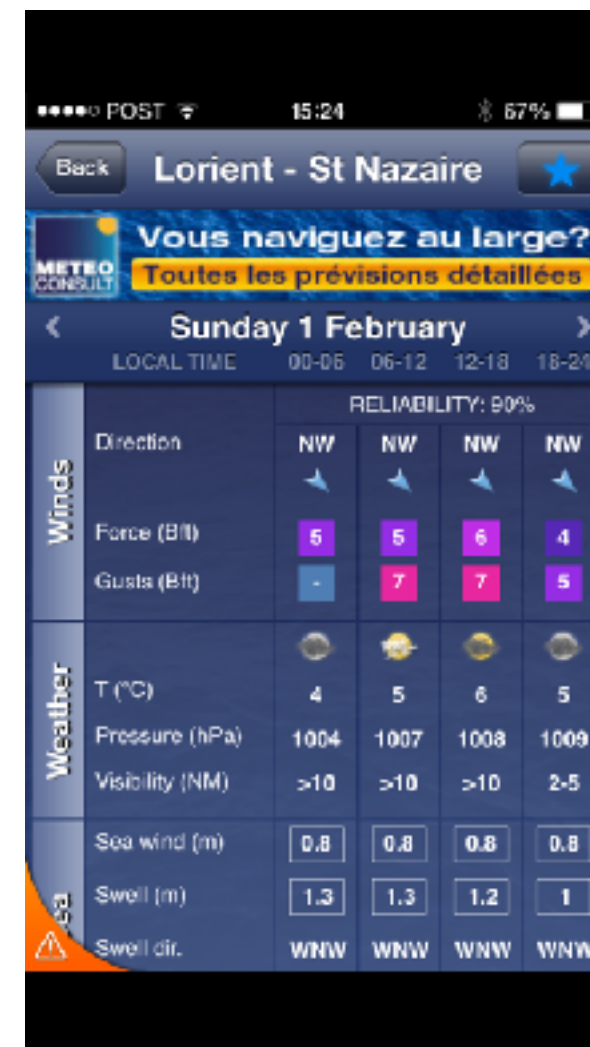 POST 15:24 67%
Back Lorient - St Nazaire
METEO CONSULT Vous naviguez au large?
Toutes les prévisions détaillées
Sunday 1 February
LOCAL TIME 00-06 06-12 12-18 18-24
RELIABILITY: 90%
Winds
Direction NW NW NW NW
Force (Bft) 5 5 6 4
Gusts (Bft) - 7 7 5
Weather
T (°C) 4 5 6 5
Pressure (hPa) 1004 1007 1008 1009
Visibility (NM) >10 >10 >10 2-5
Sea wind (m) 0.8 0.8 0.8 0.8
Swell (m) 1.3 1.3 1.2 1
Swell dir. WNW WNW WNW WNW